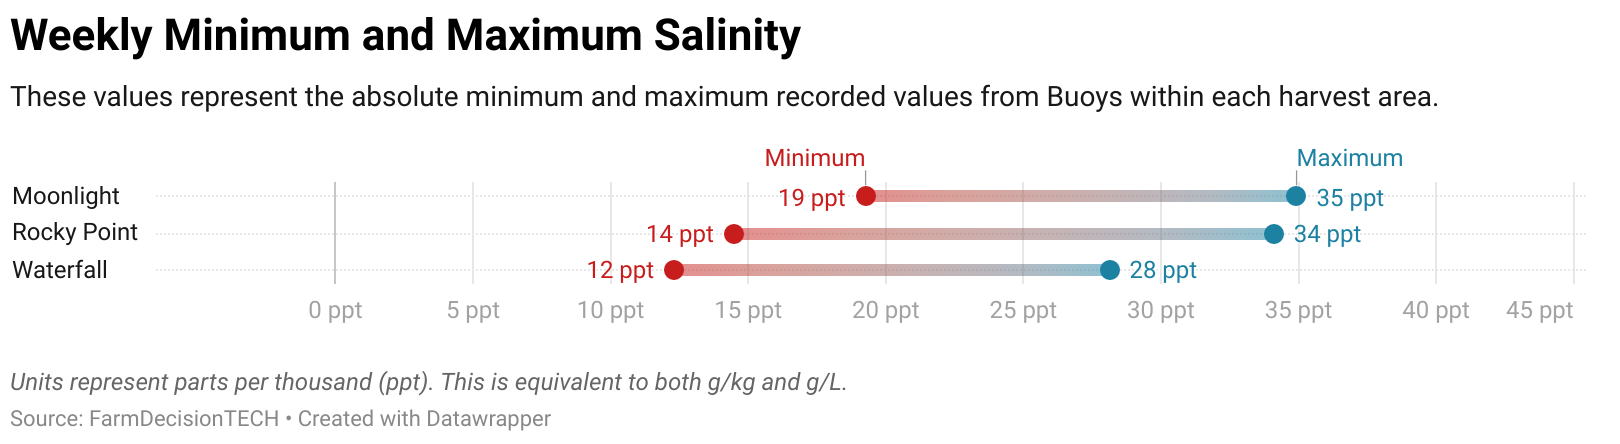 Weekly Minimum and Maximum Salinity
These values represent the absolute minimum and maximum recorded values from Buoys within each harvest area.
Minimum Maximum
Moonlight 19 ppt 35 ppt
Rocky Point 14 ppt 34 ppt
Waterfall 12 ppt 28 ppt
0 ppt 5 ppt 10 ppt 15 ppt 20 ppt 25 ppt 30 ppt 35 ppt 40 ppt 45 ppt
Units represent parts per thousand (ppt). This is equivalent to both g/kg and g/L.
Source: FarmDecisionTECH • Created with Datawrapper